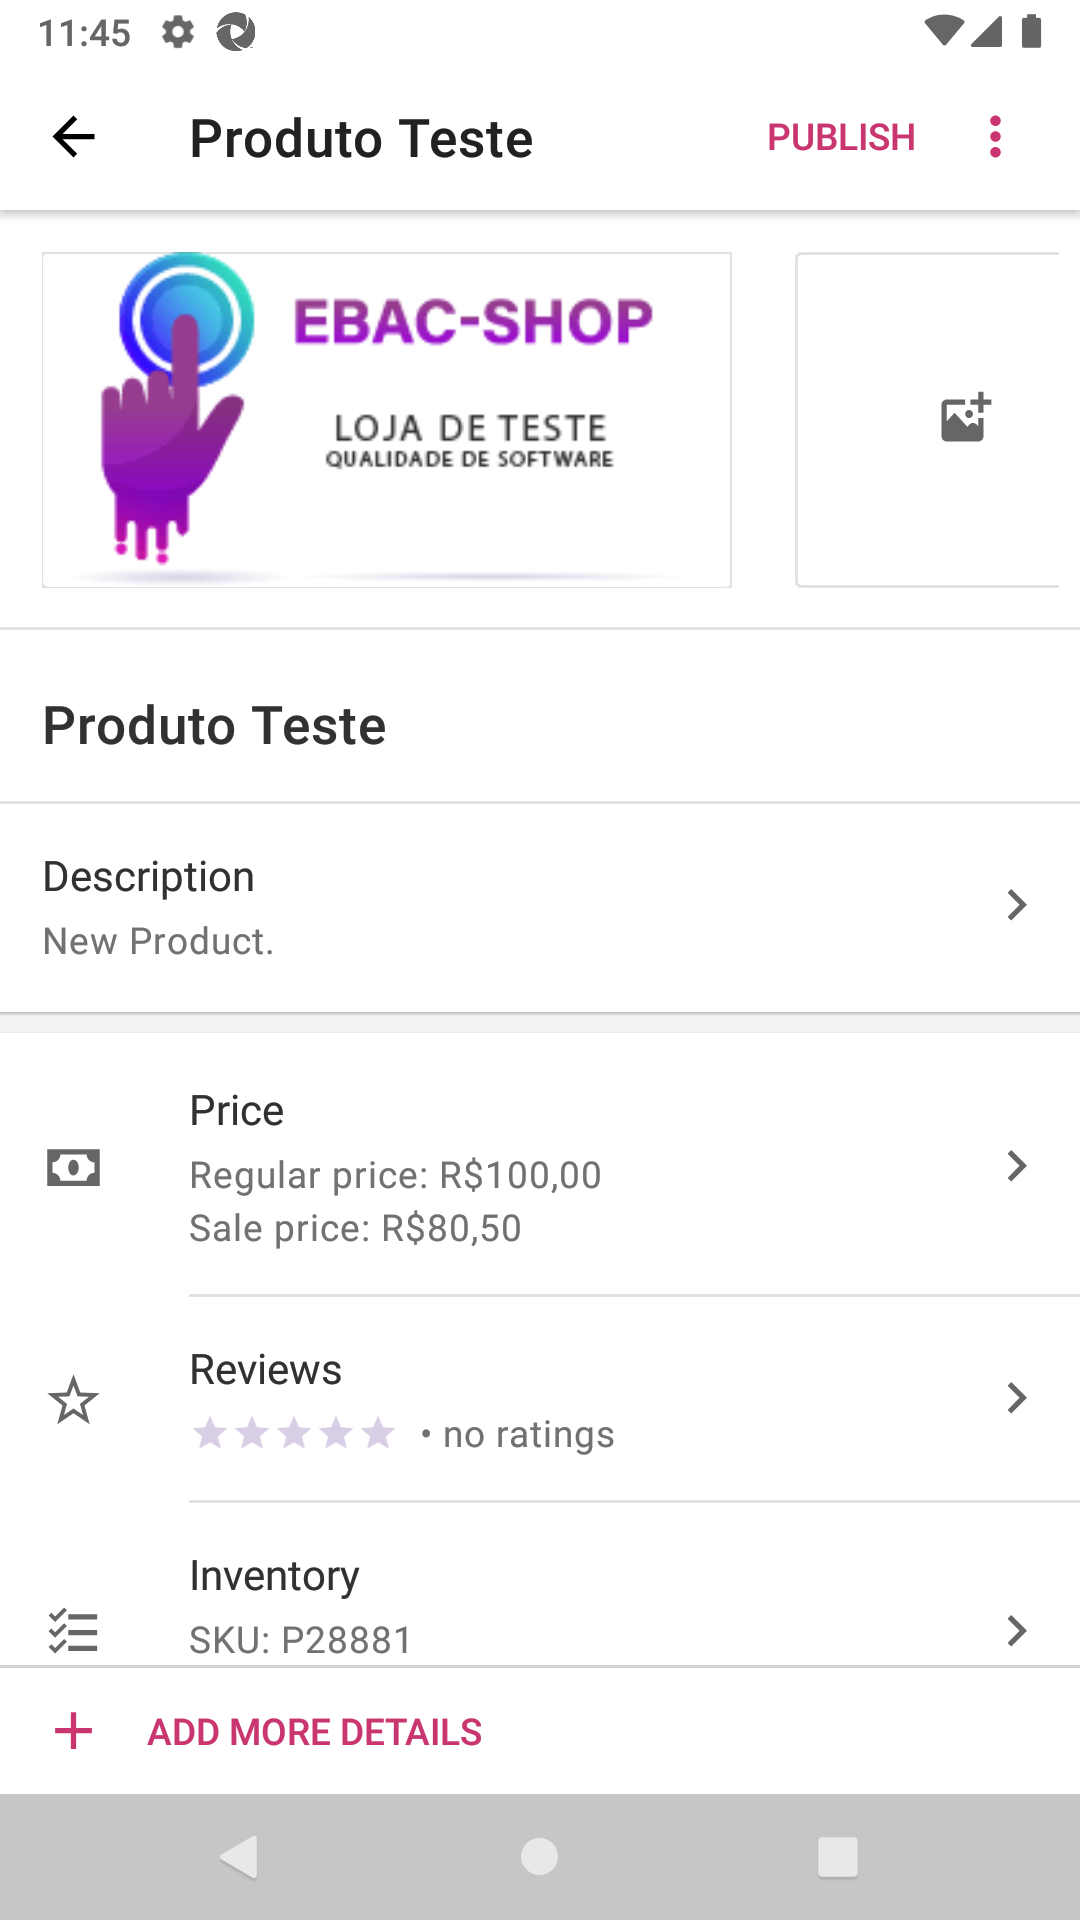 11:45
Produto Teste
PUBLISH
EBAC-SHOP
LOJA DE TESTE
QUALIDADE DE SOFTWARE
Produto Teste
Description
New Product.
Price
Regular price: R$100,00
Sale price: R$80,50
Reviews
• no ratings
Inventory
SKU: P28881
ADD MORE DETAILS